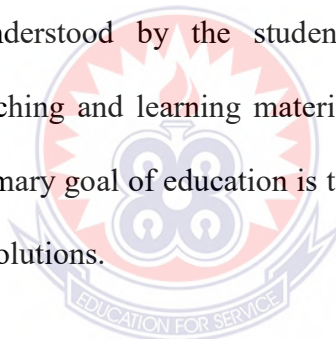 nderstood by the studen
ching and learning materi
mary goal of education is t
olutions.
EDUCATION FOR SERVICE